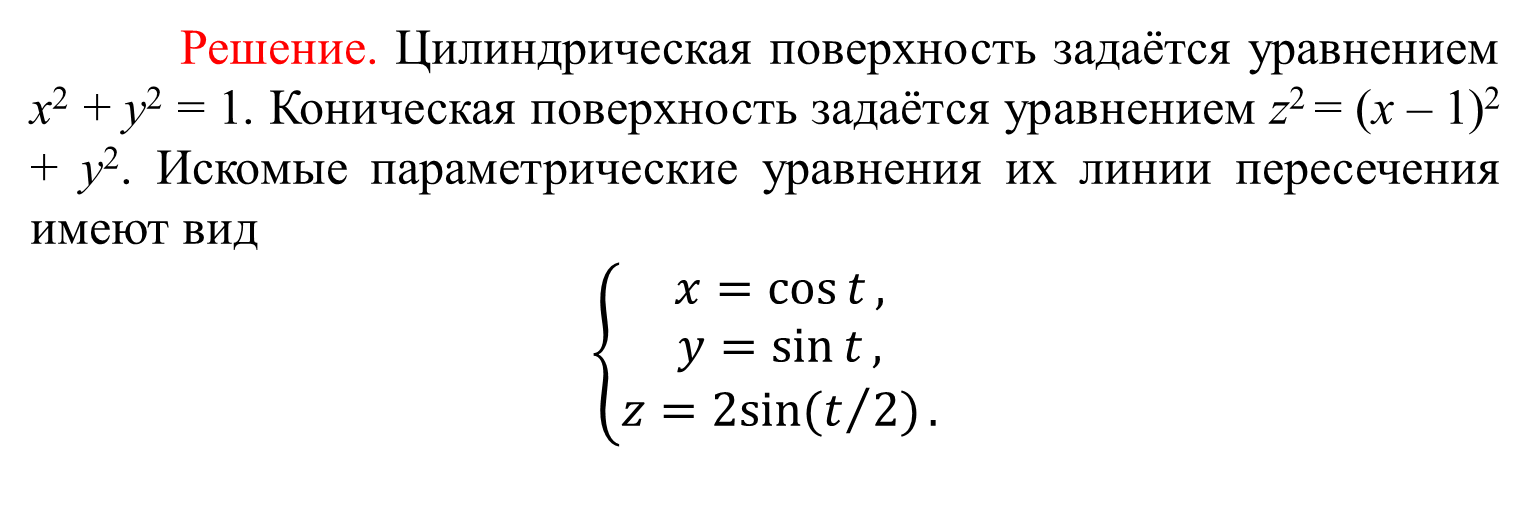 Решение. Цилиндрическая поверхность задаётся уравнением
x² + y² = 1. Коническая поверхность задаётся уравнением z² = (x – 1)²
+ y². Искомые параметрические уравнения их линии пересечения
имеют вид
x = cos t ,
y = sin t ,
z = 2sin(t/2) .